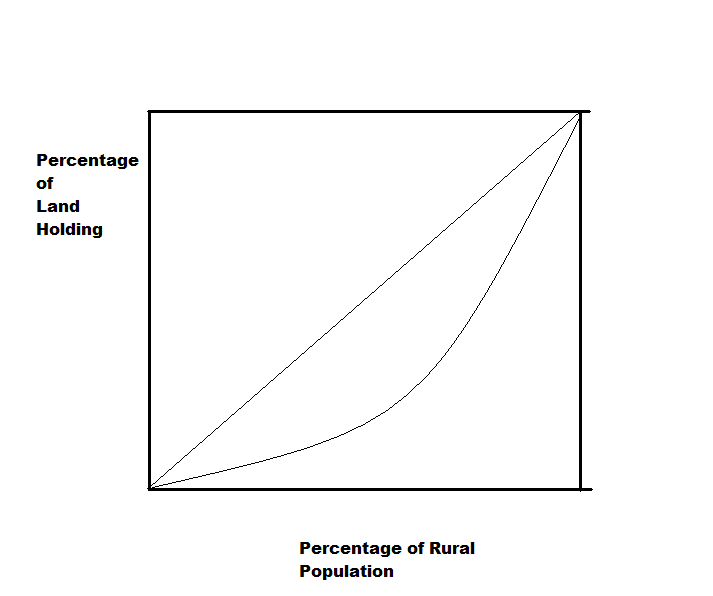 Percentage
of
Land
Holding
Percentage of Rural
Population